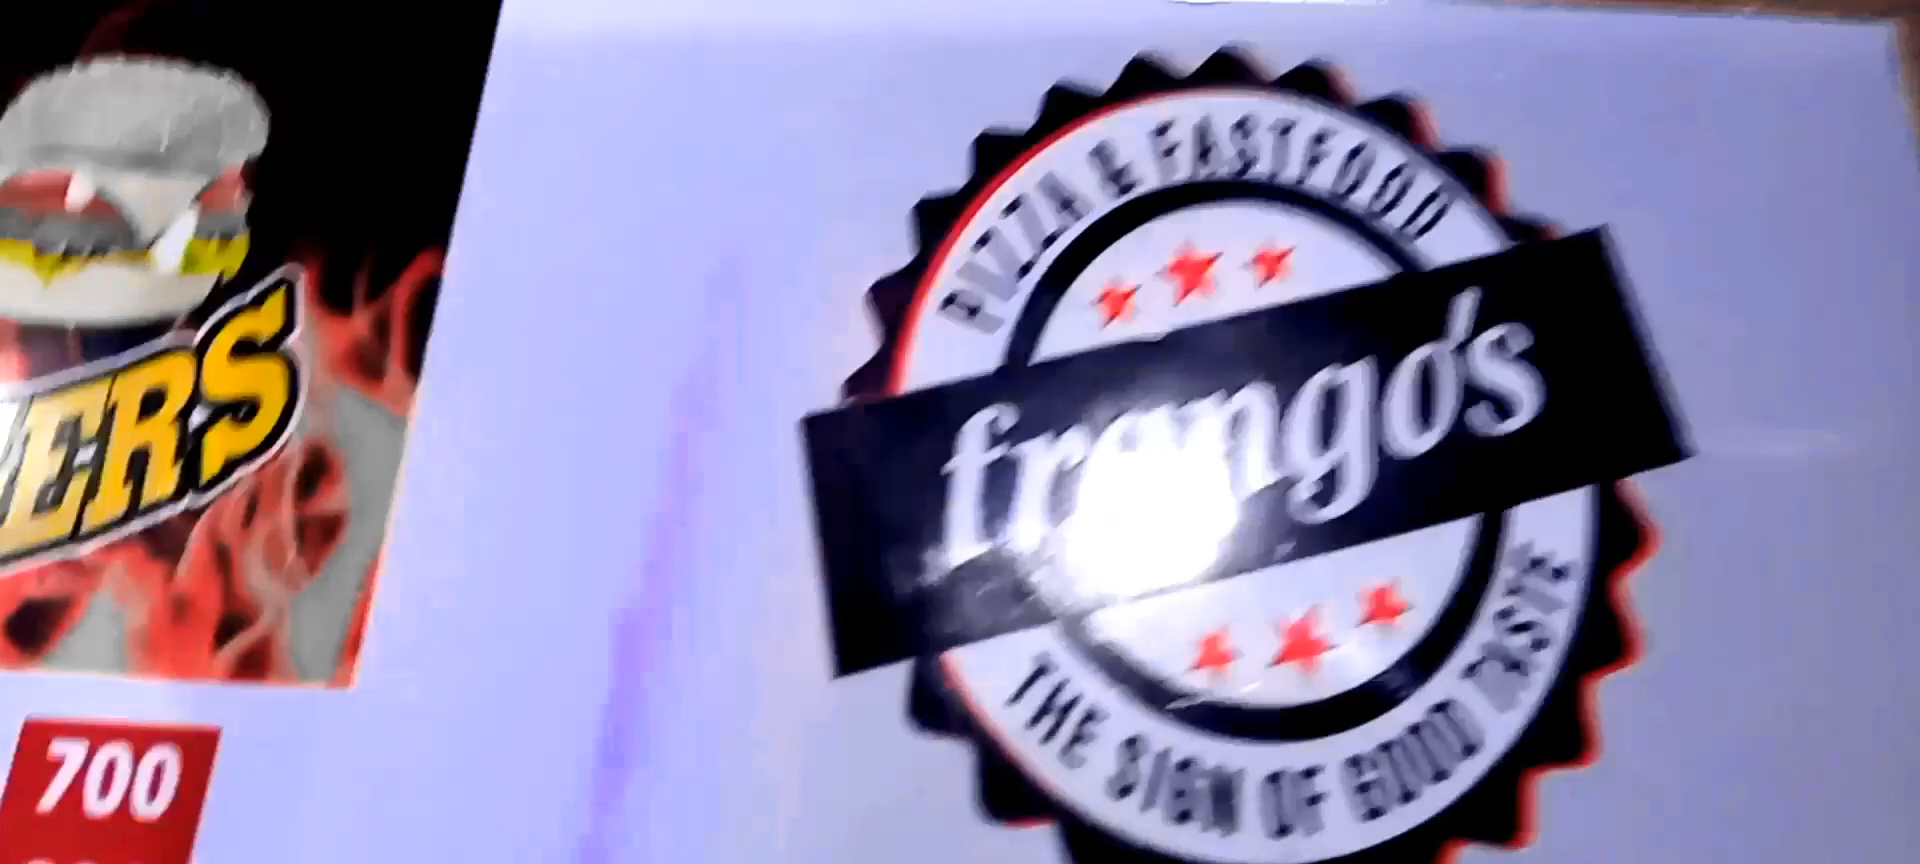 ERS
700
PIZZA & FASTFOOD
frango's
THE SIGN OF GOOD TASTE